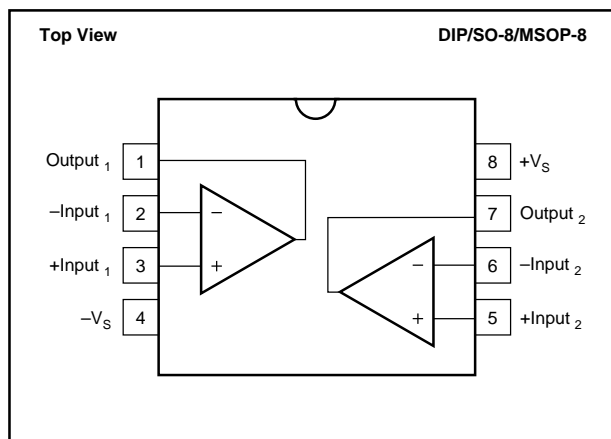 Top View
DIP/SO-8/MSOP-8
Output 1
1
–Input 1
2
−
+Input 1
3
+
–VS
4
8
+VS
7
Output 2
−
6
–Input 2
+
5
+Input 2